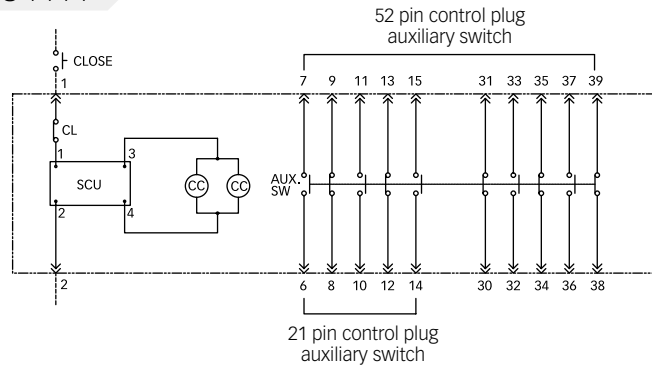 52 pin control plug
auxiliary switch
CLOSE
1
7 9 11 13 15 31 33 35 37 39
CL
1 3
SCU
CC CC
AUX.
SW
2 4
2
6 8 10 12 14 30 32 34 36 38
21 pin control plug
auxiliary switch